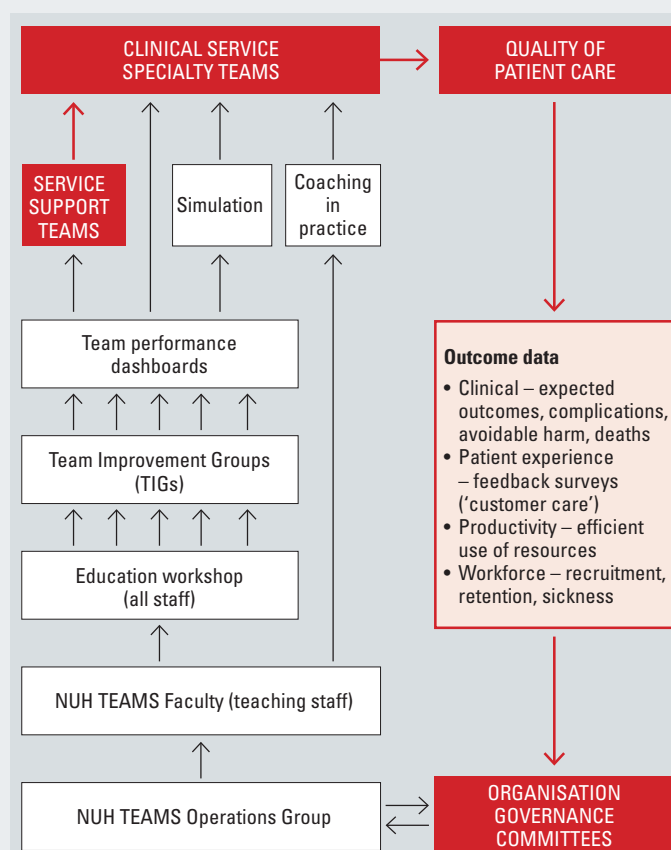 CLINICAL SERVICE
SPECIALTY TEAMS
QUALITY OF
PATIENT CARE
SERVICE
SUPPORT
TEAMS
Simulation
Coaching
in
practice
Team performance
dashboards
Team Improvement Groups
(TIGs)
Education workshop
(all staff)
NUH TEAMS Faculty (teaching staff)
NUH TEAMS Operations Group
Outcome data
• Clinical – expected
outcomes, complications,
avoidable harm, deaths
• Patient experience
– feedback surveys
(‘customer care’)
• Productivity – efficient
use of resources
• Workforce – recruitment,
retention, sickness
ORGANISATION
GOVERNANCE
COMMITTEES